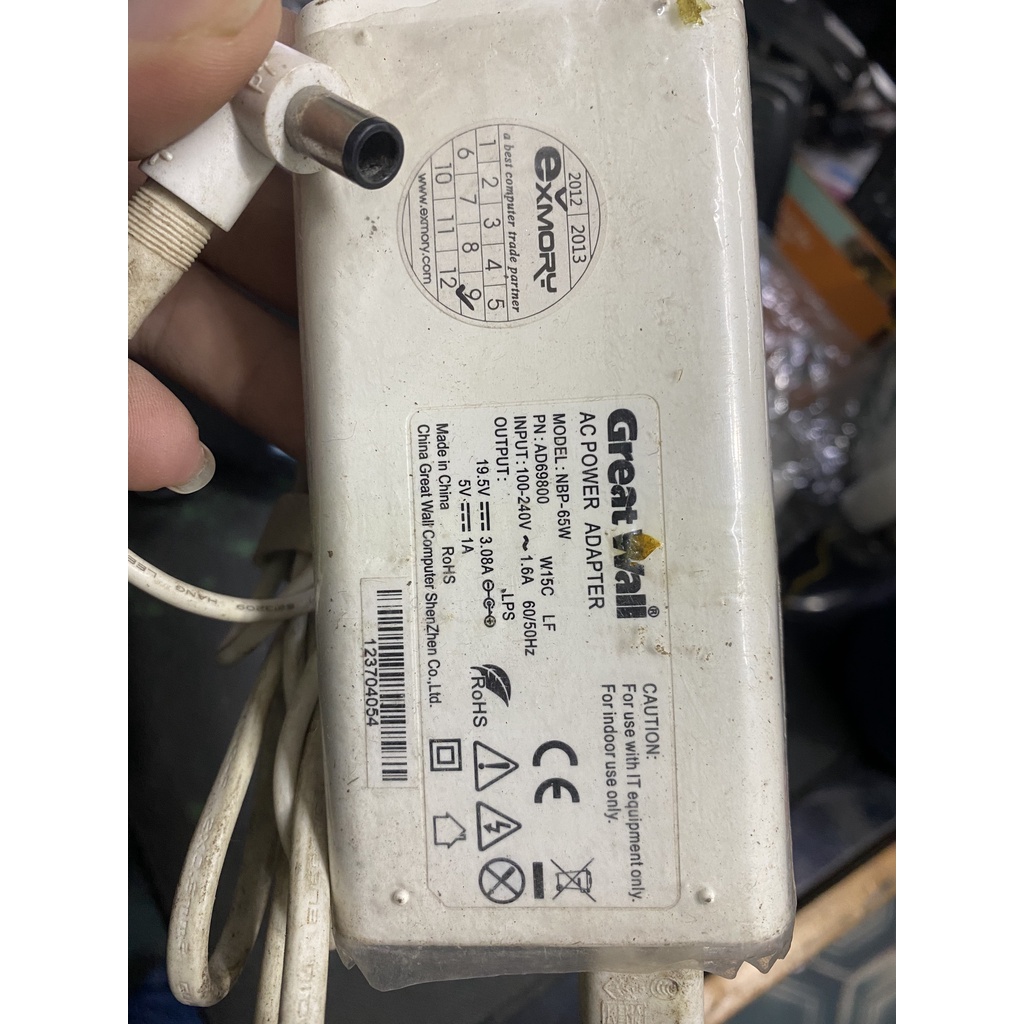 2012 2013
eXMORY
a best computer trade partner
1 2 3 4 5
6 7 8 9
10 11 12
www.exmory.com
Great Wall®
AC POWER ADAPTER
MODEL: NBP-65W W15C LF
PN: AD69800
INPUT: 100-240V ~ 1.6A 60/50Hz
OUTPUT: LPS
19.5V ⎓ 3.08A
5V ⎓ 1A
Made in China RoHS
China Great Wall Computer ShenZhen Co.,Ltd.
CAUTION:
For use with IT equipment only.
For indoor use only.
CE
RoHS
123704054